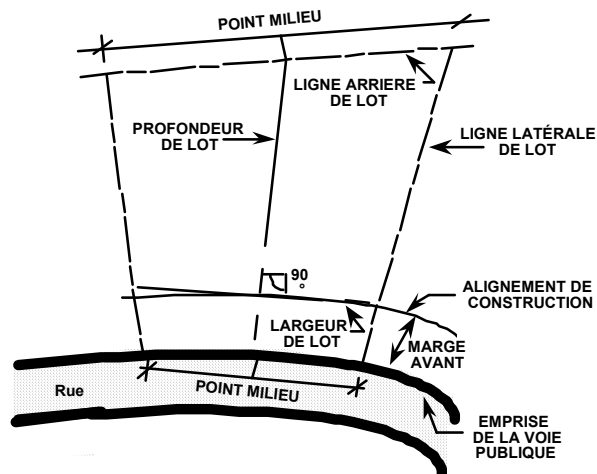 POINT MILIEU
LIGNE ARRIERE
DE LOT
PROFONDEUR
DE LOT
LIGNE LATÉRALE
DE LOT
90
°
ALIGNEMENT DE
CONSTRUCTION
LARGEUR
DE LOT
MARGE
AVANT
Rue
POINT MILIEU
EMPRISE
DE LA VOIE
PUBLIQUE